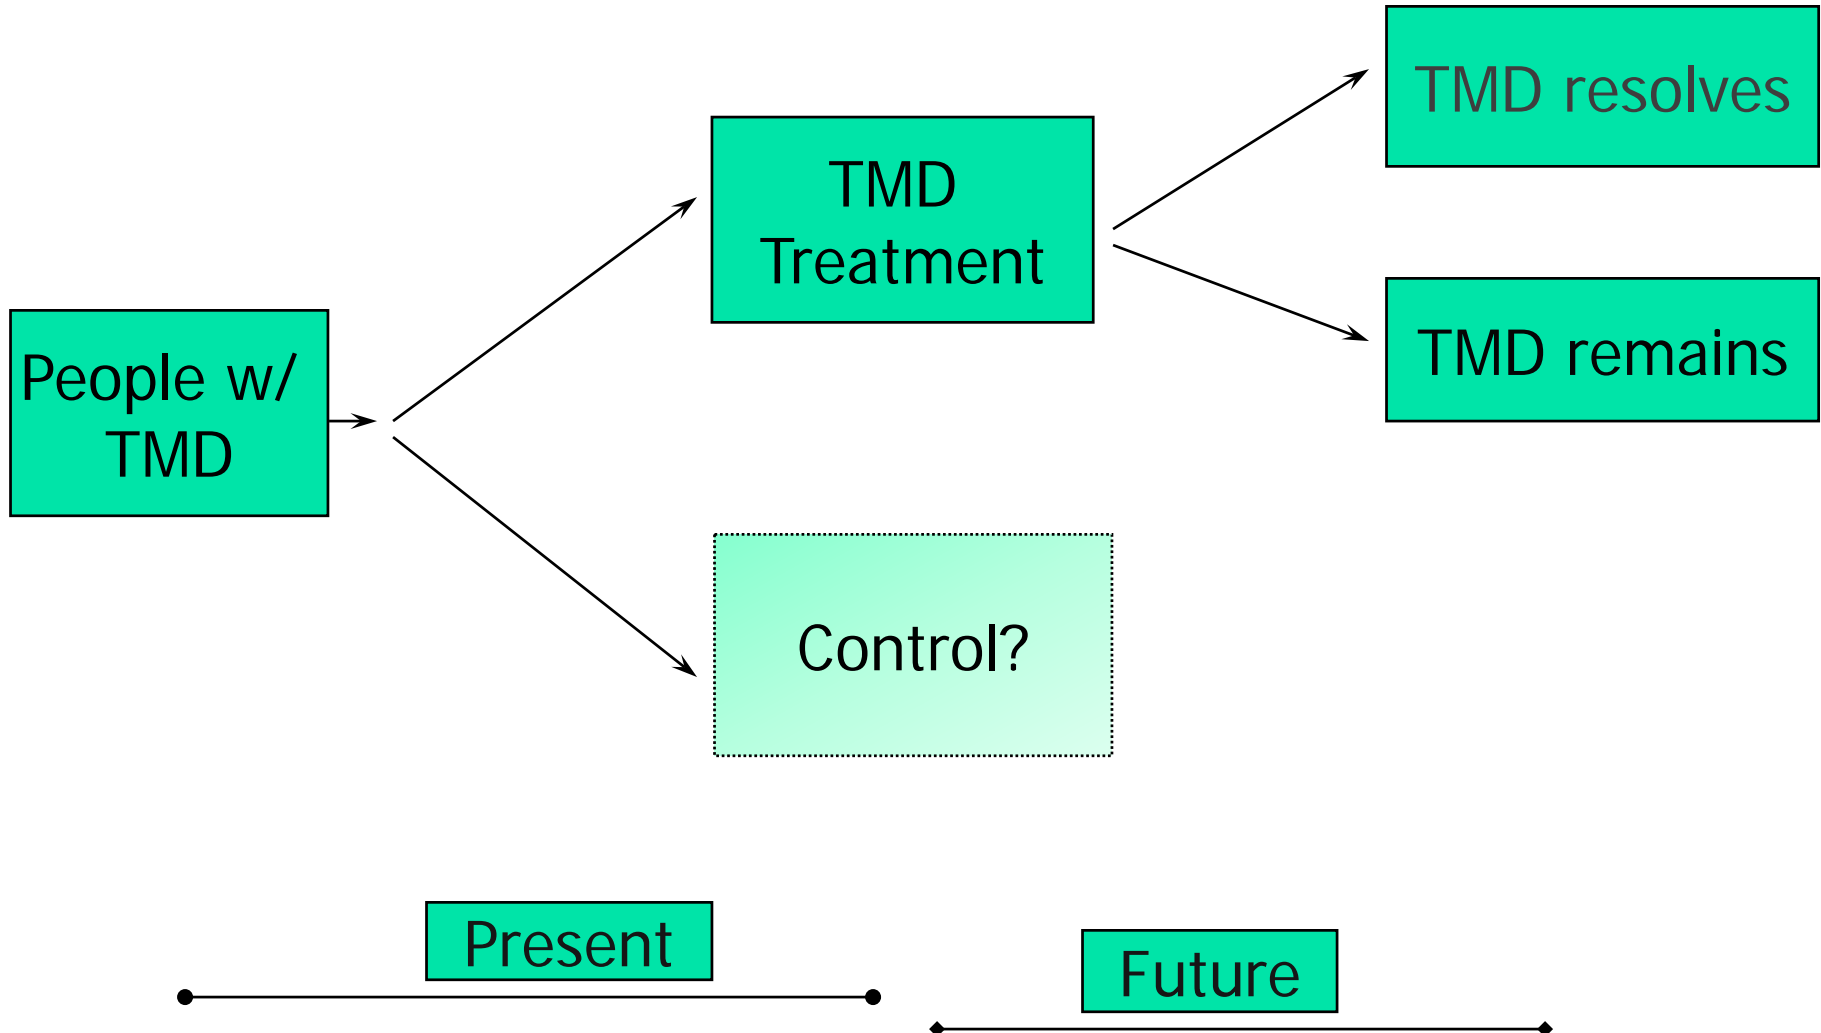 TMD resolves
TMD
Treatment
TMD remains
People w/
TMD
Control?
Present
Future